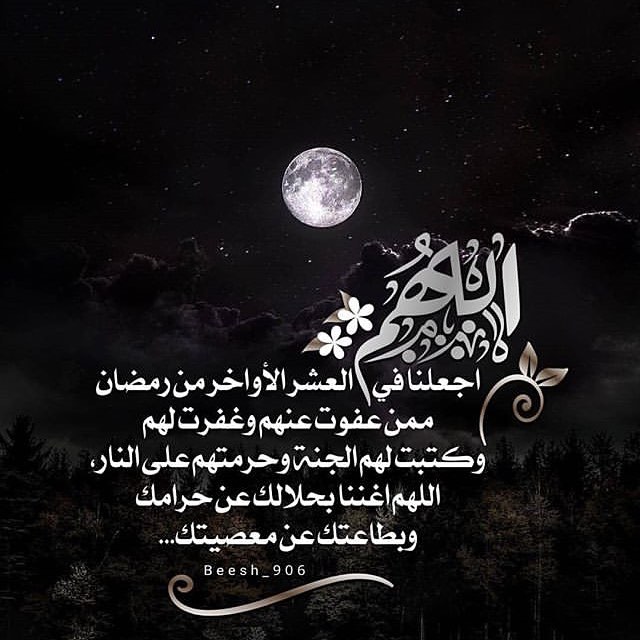 اللهم
اجعلنا في العشر الأواخر من رمضان
ممن عفوت عنهم وغفرت لهم
وكتبت لهم الجنة وحرمتهم على النار،
اللهم اغننا بحلالك عن حرامك
وبطاعتك عن معصيتك...
Beesh_906